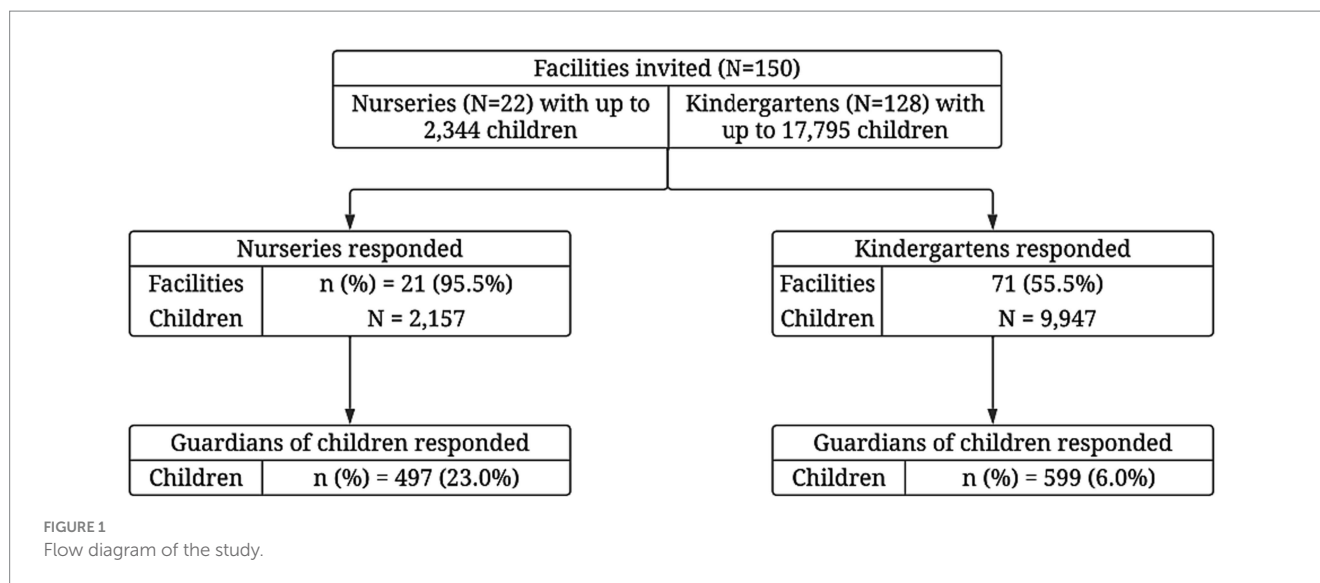 Facilities invited (N=150)
Nurseries (N=22) with up to
2,344 children
Kindergartens (N=128) with
up to 17,795 children
Nurseries responded
Facilities n (%) = 21 (95.5%)
Children N = 2,157
Kindergartens responded
Facilities 71 (55.5%)
Children N = 9,947
Guardians of children responded
Children n (%) = 497 (23.0%)
Guardians of children responded
Children n (%) = 599 (6.0%)
FIGURE 1
Flow diagram of the study.